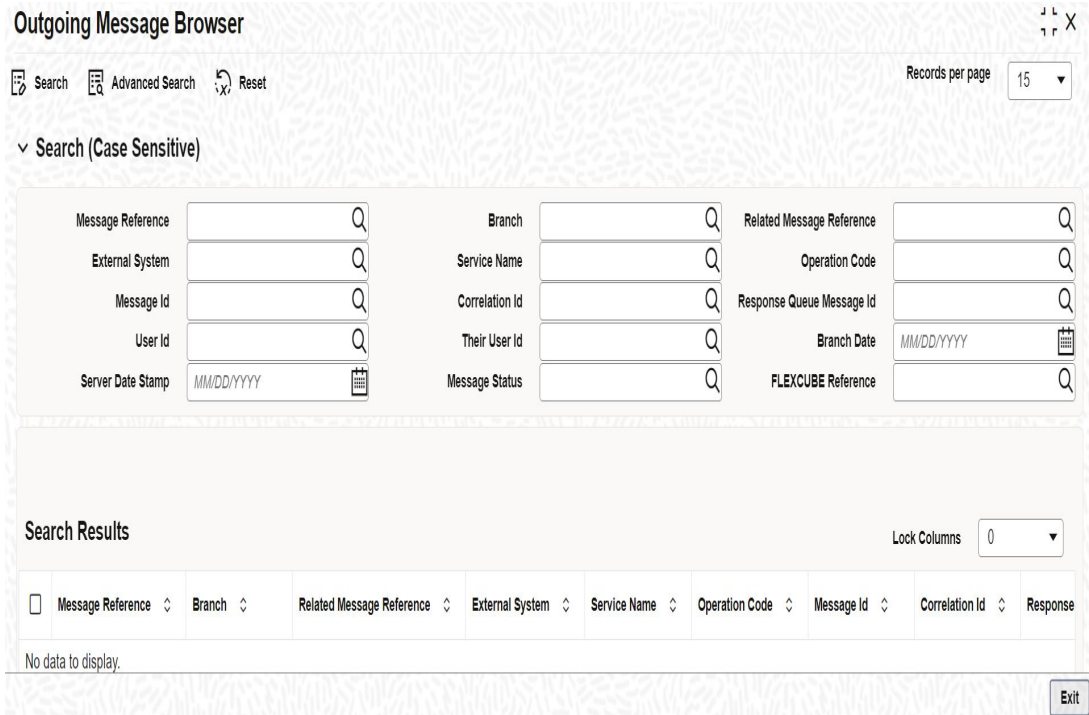 Outgoing Message Browser
Search Advanced Search Reset Records per page 15
Search (Case Sensitive)
Message Reference Branch Related Message Reference
External System Service Name Operation Code
Message Id Correlation Id Response Queue Message Id
User Id Their User Id Branch Date MM/DD/YYYY
Server Date Stamp MM/DD/YYYY Message Status FLEXCUBE Reference
Search Results Lock Columns 0
Message Reference Branch Related Message Reference External System Service Name Operation Code Message Id Correlation Id Response
No data to display.
Exit